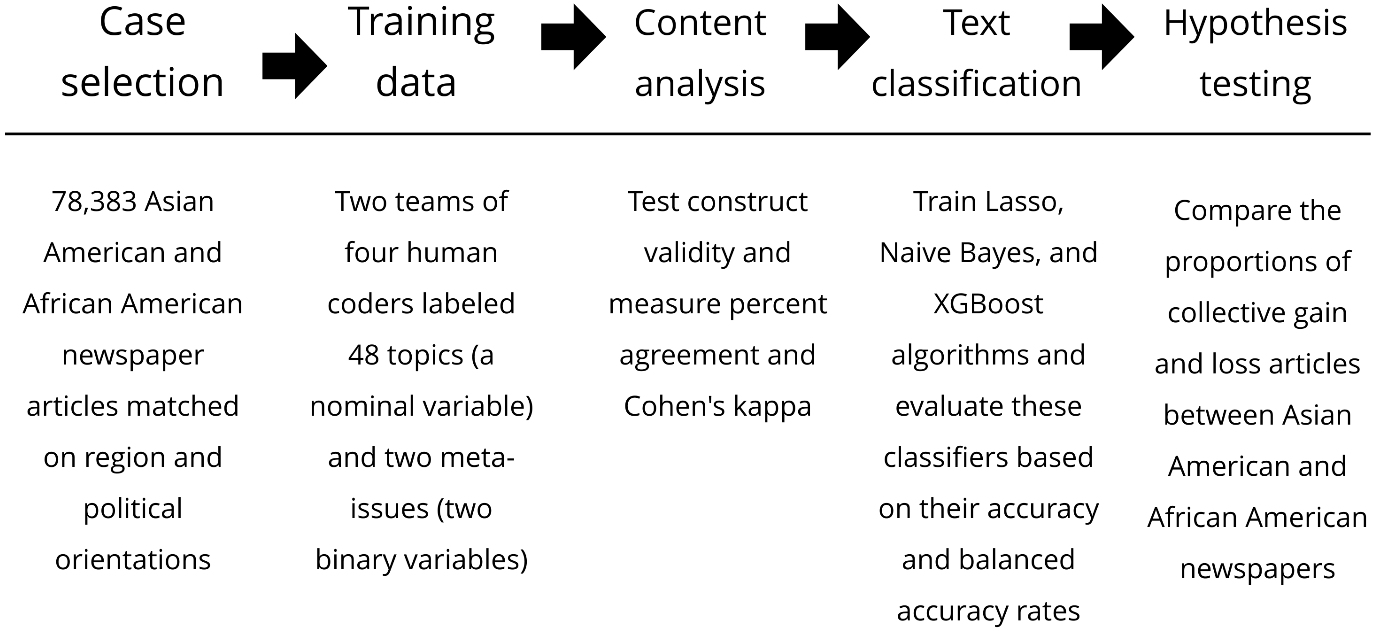 Case
selection
Training
data
Content
analysis
Text
classification
Hypothesis
testing
78,383 Asian
American and
African American
newspaper
articles matched
on region and
political
orientations
Two teams of
four human
coders labeled
48 topics (a
nominal variable)
and two meta-
issues (two
binary variables)
Test construct
validity and
measure percent
agreement and
Cohen's kappa
Train Lasso,
Naive Bayes, and
XGBoost
algorithms and
evaluate these
classifiers based
on their accuracy
and balanced
accuracy rates
Compare the
proportions of
collective gain
and loss articles
between Asian
American and
African American
newspapers